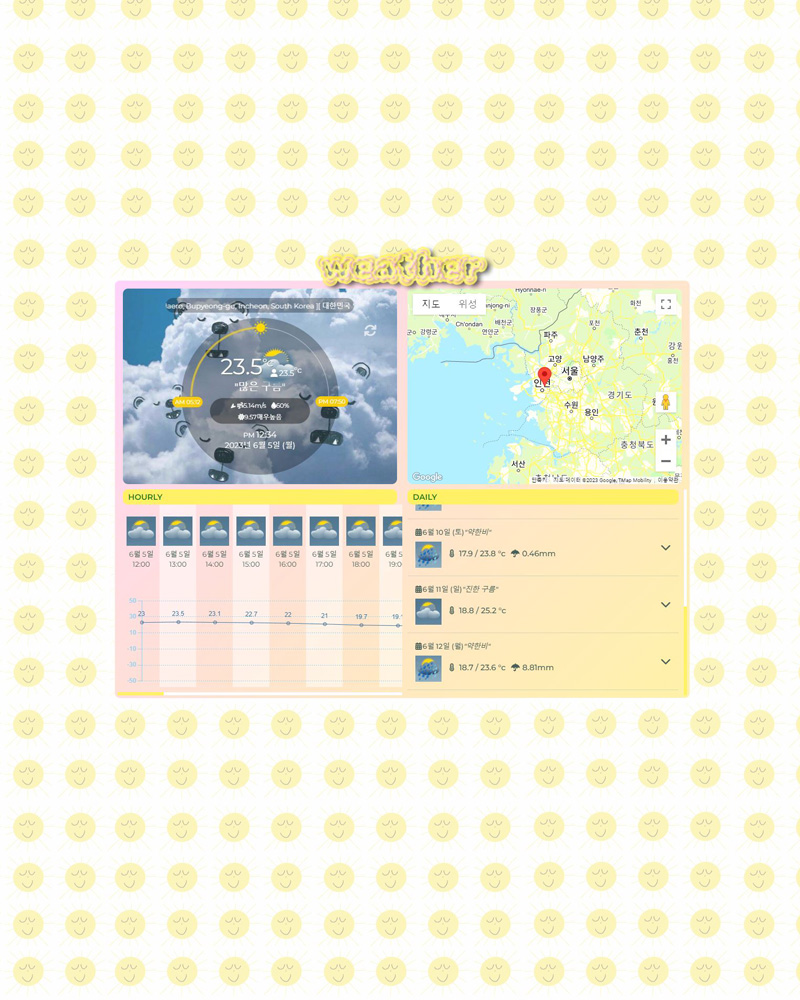 weather
Bupyeong-gu, Incheon, South Korea ][ 대한민국
23.5°C
23.5°C
"많은 구름"
AM 05:12
PM 07:50
5.14m/s 60%
9.57매우높음
PM 12:34
2023년 6월 5일 (월)
지도 위성
장풍군
화천
Ch'ondan
배천군
연안군
강령군
포천
춘천
파주
고양
남양주
서울
인천
경기도
수원
용인
충청북도
서산
홍천
Google
단축키
지도 데이터 ©2023 Google, TMap Mobility
이용약관
HOURLY
6월 5일 6월 5일 6월 5일 6월 5일 6월 5일 6월 5일 6월 5일 6월 5
12:00 13:00 14:00 15:00 16:00 17:00 18:00 19:0
50
30
10
-10
-30
-50
23 23.5 23.1 22.7 22 21 19.7 19.
DAILY
6월 10일 (토) "약한비"
17.9 / 23.8 °c 0.46mm
6월 11일 (일) "진한 구름"
18.8 / 25.2 °c
6월 12일 (월) "약한비"
18.7 / 23.6 °c 8.81mm